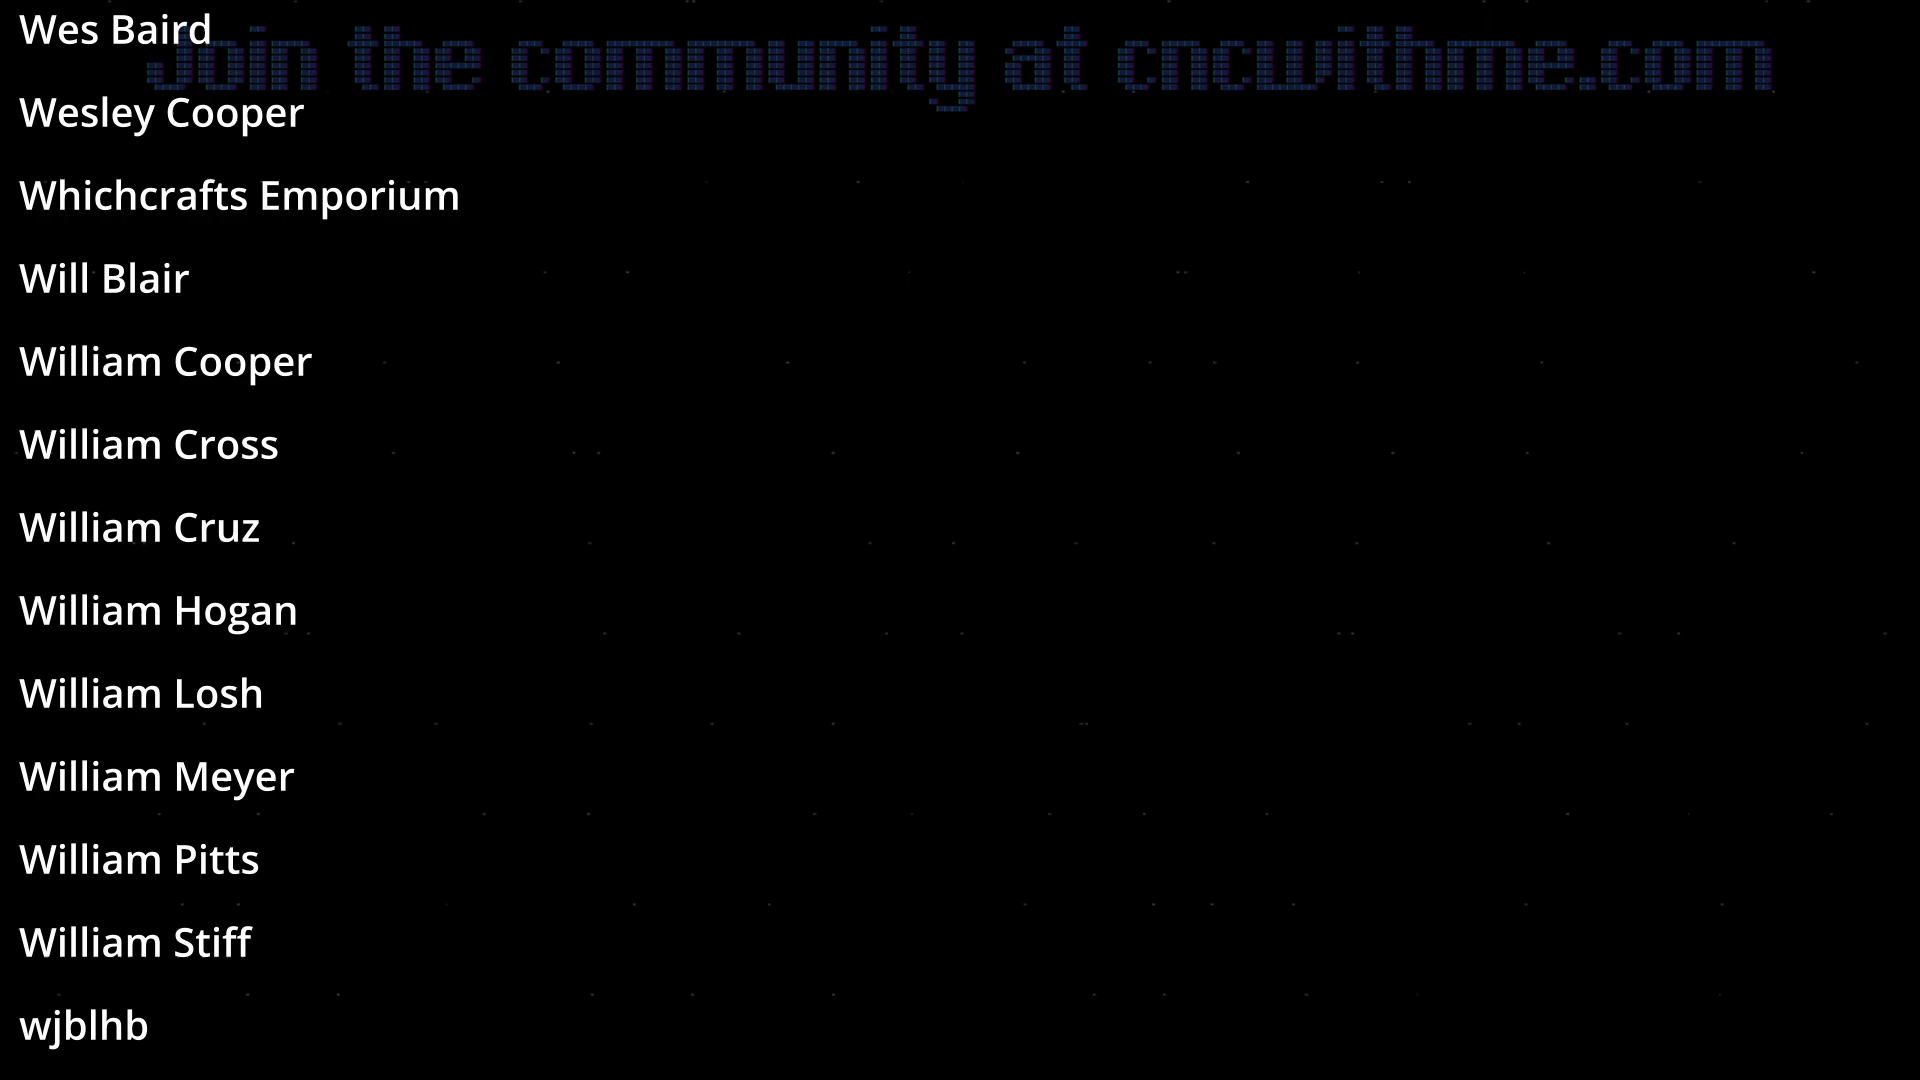 Wes Baird
Join the community at cncwithme.com
Wesley Cooper
Whichcrafts Emporium
Will Blair
William Cooper
William Cross
William Cruz
William Hogan
William Losh
William Meyer
William Pitts
William Stiff
wjblhb